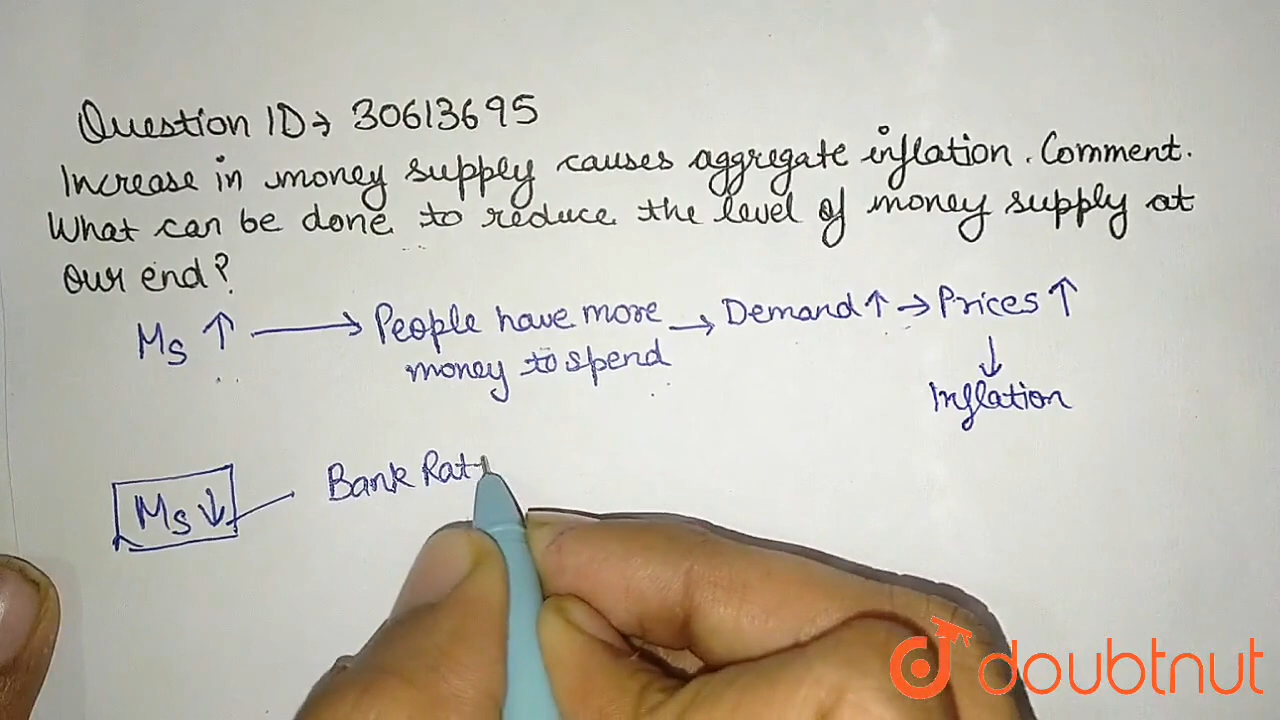 Question ID→ 30613695
Increase in money supply causes aggregate inflation. Comment.
What can be done to reduce the level of money supply at
our end?
Ms ↑ → People have more money to spend → Demand ↑ → Prices ↑
↓
Inflation
Ms ↓ Bank Rat
doubtnut